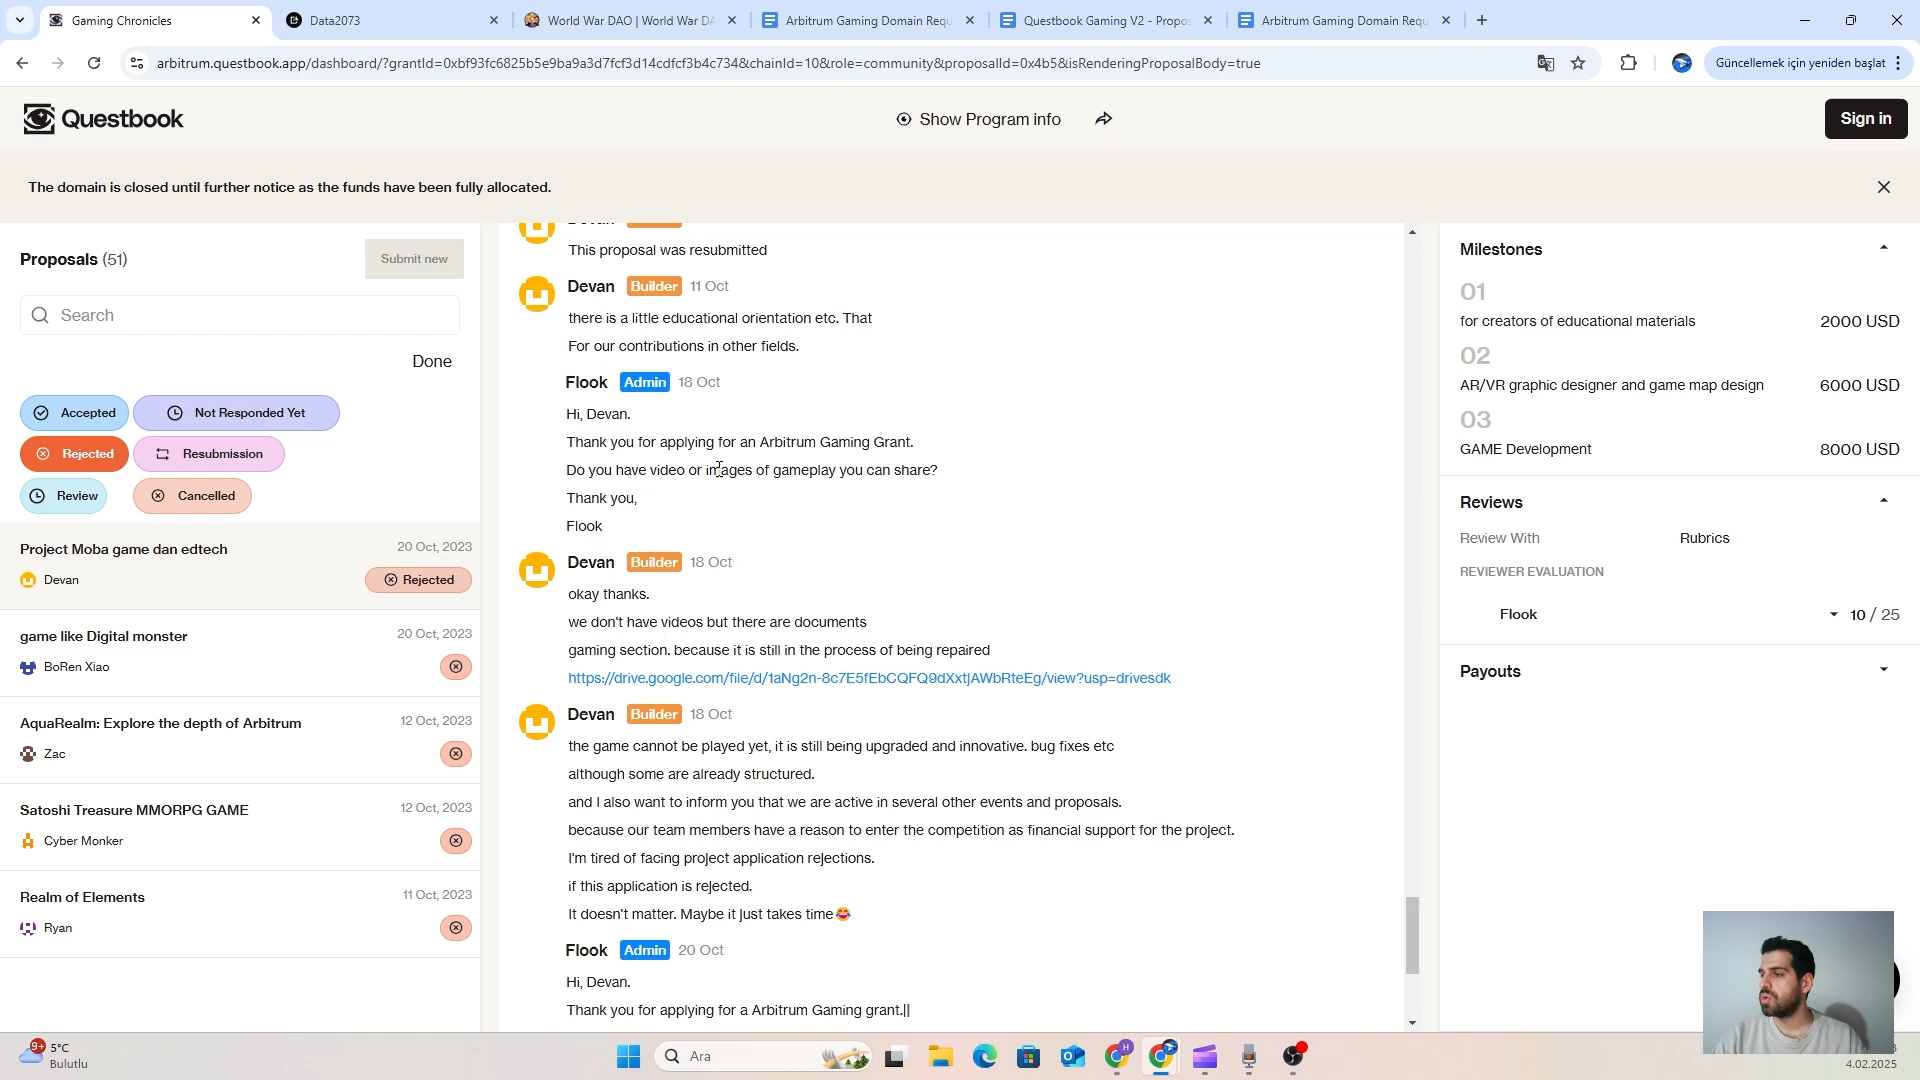 Gaming Chronicles
Data2073
World War DAO | World War DA
Arbitrum Gaming Domain Requ
Questbook Gaming V2 - Propos
Arbitrum Gaming Domain Requ
arbitrum.questbook.app/dashboard/?grantId=0xbf93fc6825b5e9ba9a3d7fcf3d14cdfcf3b4c734&chainId=10&role=community&proposalId=0x4b5&isRenderingProposalBody=true
Güncellemek için yeniden başlat
Questbook
Show Program info
Sign in
The domain is closed until further notice as the funds have been fully allocated.
Proposals (51)
Submit new
Search
Done
Accepted
Not Responded Yet
Rejected
Resubmission
Review
Cancelled
Project Moba game dan edtech
20 Oct, 2023
Devan
Rejected
game like Digital monster
20 Oct, 2023
BoRen Xiao
AquaRealm: Explore the depth of Arbitrum
12 Oct, 2023
Zac
Satoshi Treasure MMORPG GAME
12 Oct, 2023
Cyber Monker
Realm of Elements
11 Oct, 2023
Ryan
This proposal was resubmitted
Devan Builder 11 Oct
there is a little educational orientation etc. That
For our contributions in other fields.
Flook Admin 18 Oct
Hi, Devan.
Thank you for applying for an Arbitrum Gaming Grant.
Do you have video or images of gameplay you can share?
Thank you,
Flook
Devan Builder 18 Oct
okay thanks.
we don't have videos but there are documents
gaming section. because it is still in the process of being repaired
https://drive.google.com/file/d/1aNg2n-8c7E5fEbCQFQ9dXxtjAWbRteEg/view?usp=drivesdk
Devan Builder 18 Oct
the game cannot be played yet, it is still being upgraded and innovative. bug fixes etc
although some are already structured.
and I also want to inform you that we are active in several other events and proposals.
because our team members have a reason to enter the competition as financial support for the project.
I'm tired of facing project application rejections.
if this application is rejected.
It doesn't matter. Maybe it just takes time😂
Flook Admin 20 Oct
Hi, Devan.
Thank you for applying for a Arbitrum Gaming grant.||
Milestones
01
for creators of educational materials 2000 USD
02
AR/VR graphic designer and game map design 6000 USD
03
GAME Development 8000 USD
Reviews
Review With Rubrics
REVIEWER EVALUATION
Flook 10 / 25
Payouts
9+
5°C
Bulutlu
Ara
H
4.02.2025